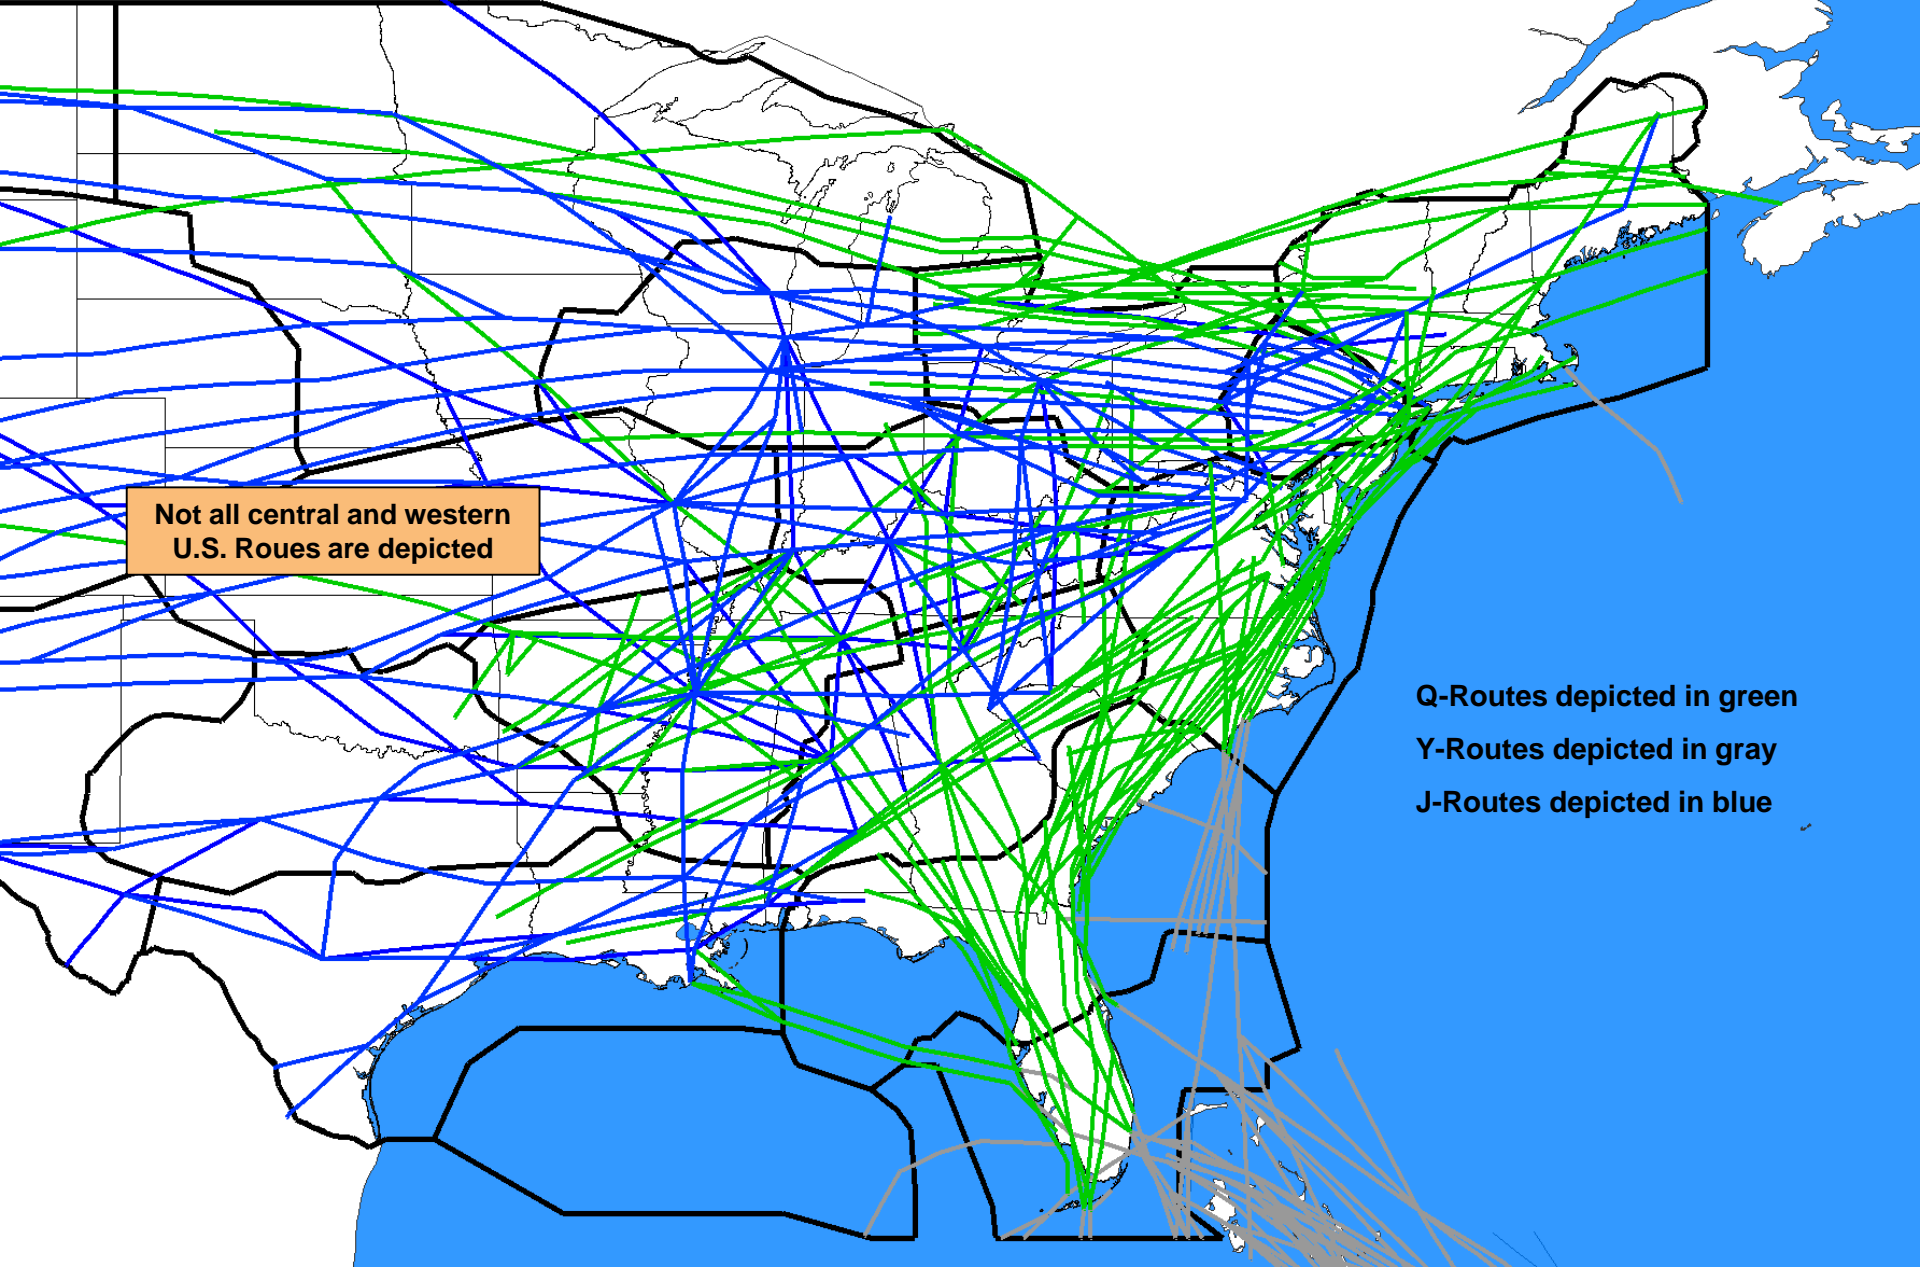 Not all central and western
U.S. Roues are depicted
Q-Routes depicted in green
Y-Routes depicted in gray
J-Routes depicted in blue